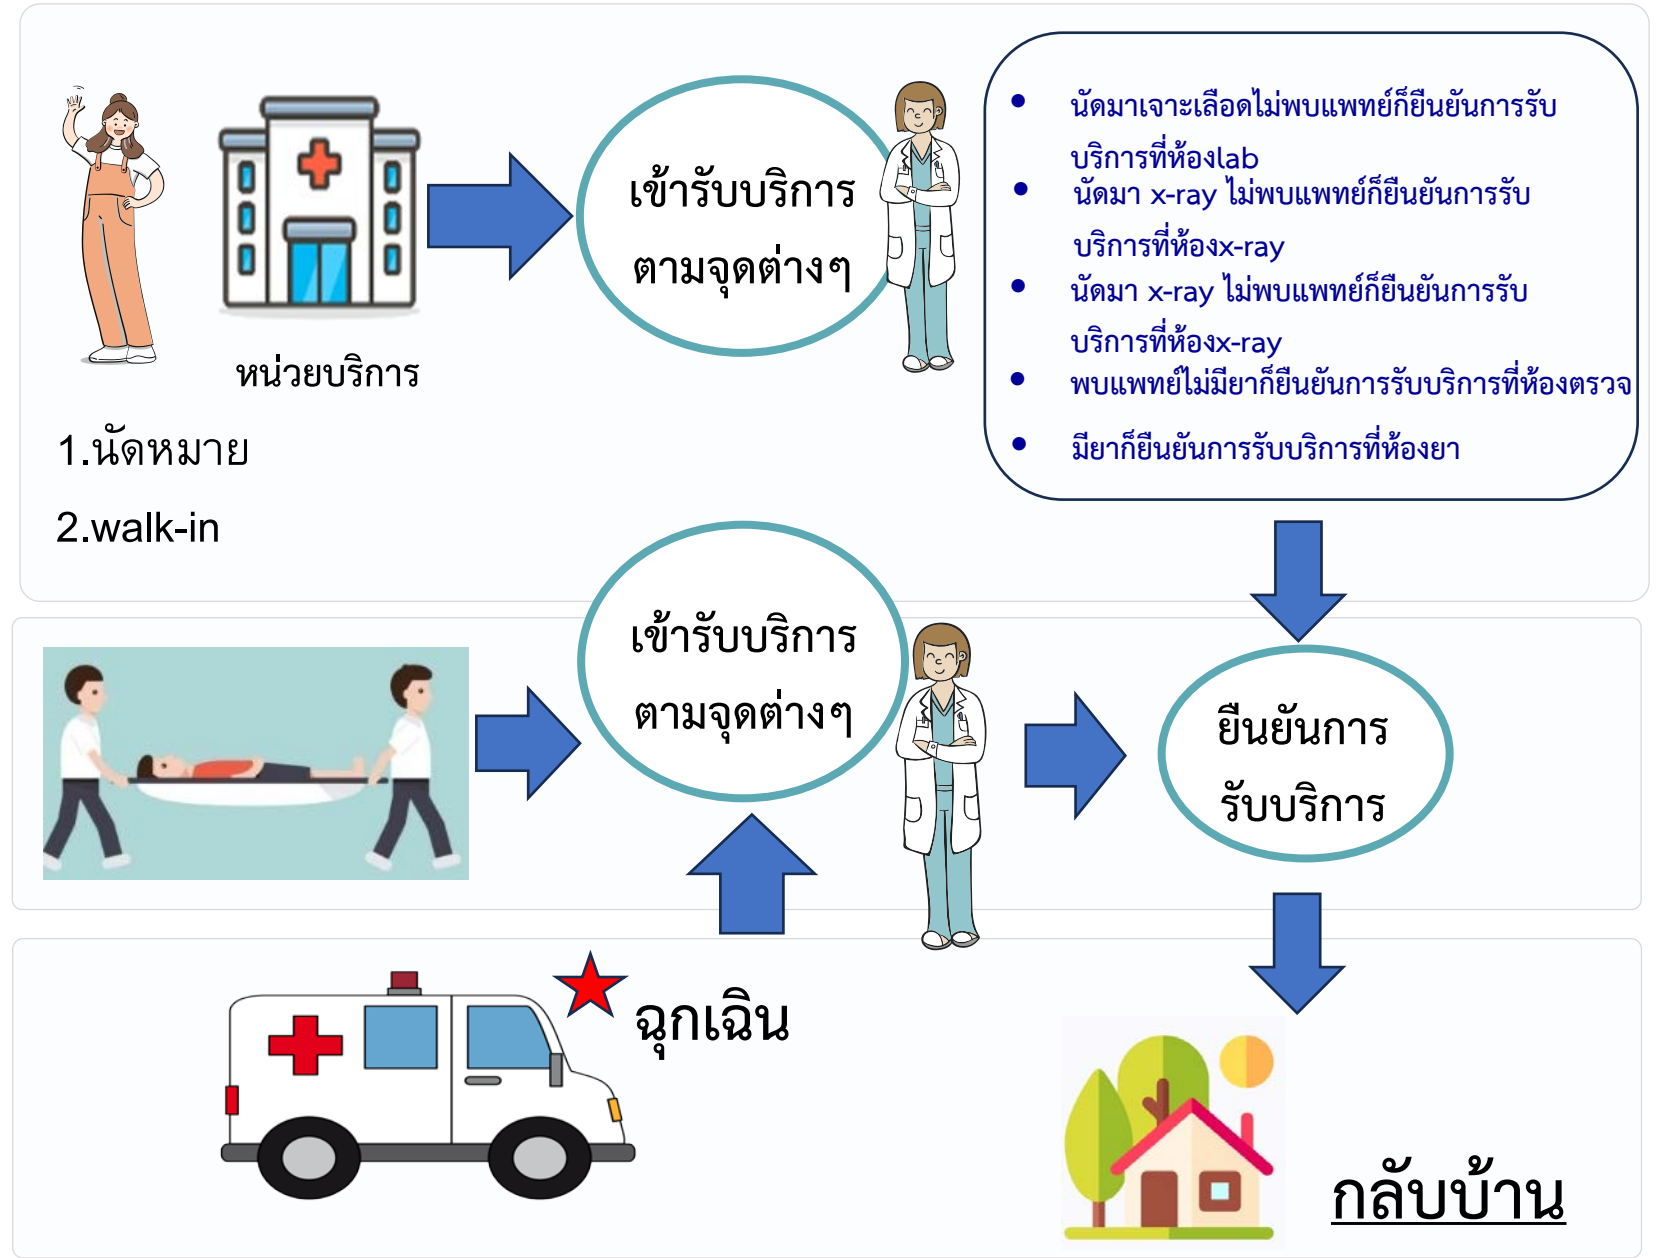 หน่วยบริการ
1.นัดหมาย
2.walk-in
เข้ารับบริการ
ตามจุดต่างๆ
• นัดมาเจาะเลือดไม่พบแพทย์ก็ยืนยันการรับ
บริการที่ห้องlab
• นัดมา x-ray ไม่พบแพทย์ก็ยืนยันการรับ
บริการที่ห้องx-ray
• นัดมา x-ray ไม่พบแพทย์ก็ยืนยันการรับ
บริการที่ห้องx-ray
• พบแพทย์ไม่มียาก็ยืนยันการรับบริการที่ห้องตรวจ
• มียาก็ยืนยันการรับบริการที่ห้องยา
เข้ารับบริการ
ตามจุดต่างๆ
ยืนยันการ
รับบริการ
ฉุกเฉิน
กลับบ้าน